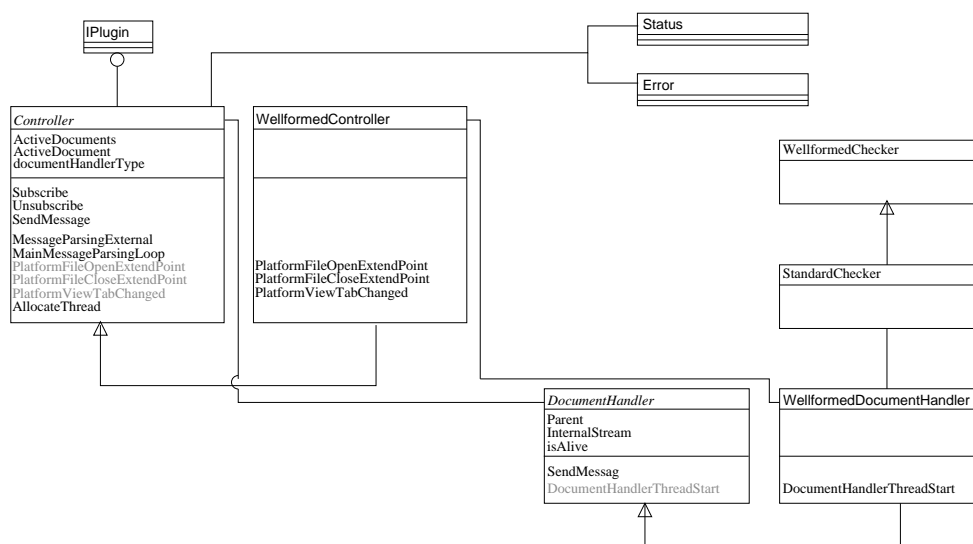 IPlugin
Status
Error
Controller
ActiveDocuments
ActiveDocument
documentHandlerType
Subscribe
Unsubscribe
SendMessage
MessageParsingExternal
MainMessageParsingLoop
PlatformFileOpenExtendPoint
PlatformFileCloseExtendPoint
PlatformViewTabChanged
AllocateThread
WellformedController
PlatformFileOpenExtendPoint
PlatformFileCloseExtendPoint
PlatformViewTabChanged
WellformedChecker
StandardChecker
DocumentHandler
Parent
InternalStream
isAlive
SendMessag
DocumentHandlerThreadStart
WellformedDocumentHandler
DocumentHandlerThreadStart